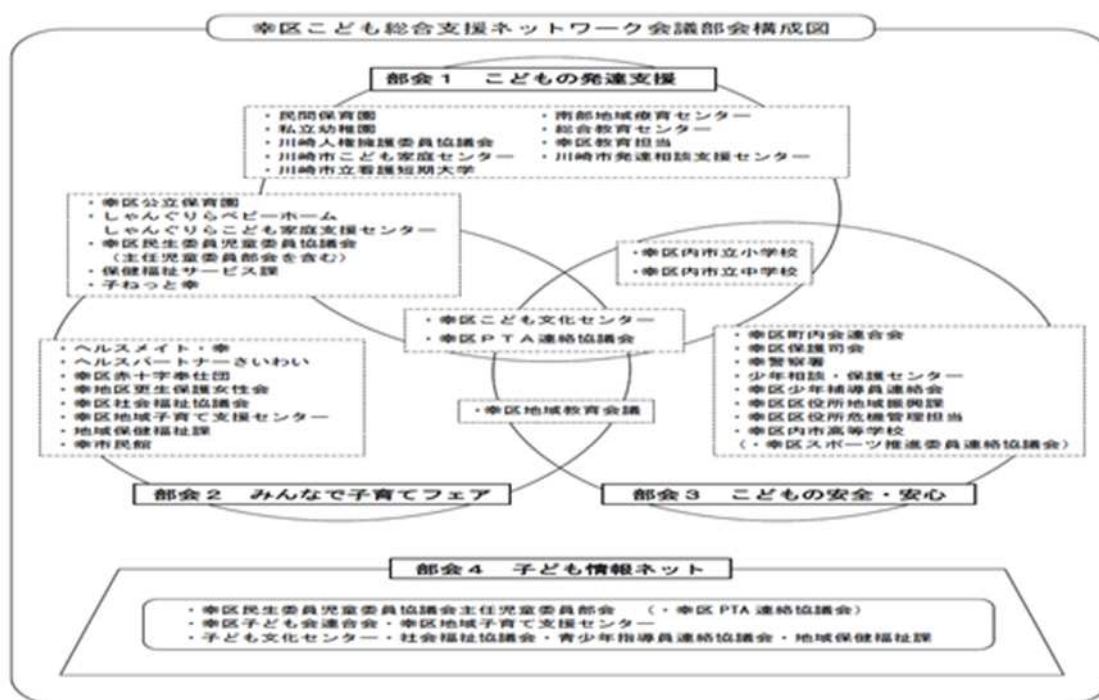 幸区こども総合支援ネットワーク会議部会構成図
部会１　こどもの発達支援
・民間保育園
・私立幼稚園
・川崎人権擁護委員協議会
・川崎市こども家庭センター
・川崎市立看護短期大学
・南部地域療育センター
・総合教育センター
・幸区教育担当
・川崎市発達相談支援センター
・幸区公立保育園
・しゃんぐりらベビーホーム
しゃんぐりらこども家庭支援センター
・幸区民生委員児童委員協議会
（主任児童委員部会を含む）
・保健福祉サービス課
・子ねっと幸
・幸区内市立小学校
・幸区内市立中学校
・幸区こども文化センター
・幸区ＰＴＡ連絡協議会
・ヘルスメイト・幸
・ヘルスパートナーさいわい
・幸区赤十字奉仕団
・幸地区更生保護女性会
・幸区社会福祉協議会
・幸区地域子育て支援センター
・地域保健福祉課
・幸市民館
・幸区地域教育会議
・幸区町内会連合会
・幸区保護司会
・幸警察署
・少年相談・保護センター
・幸区少年補導員連絡会
・幸区区役所地域振興課
・幸区区役所危機管理担当
・幸区内市高等学校
（・幸区スポーツ推進委員連絡協議会）
部会２　みんなで子育てフェア
部会３　こどもの安全・安心
部会４　子ども情報ネット
・幸区民生委員児童委員協議会主任児童委員部会　（・幸区 PTA 連絡協議会）
・幸区子ども会連合会・幸区地域子育て支援センター
・子ども文化センター・社会福祉協議会・青少年指導員連絡協議会・地域保健福祉課